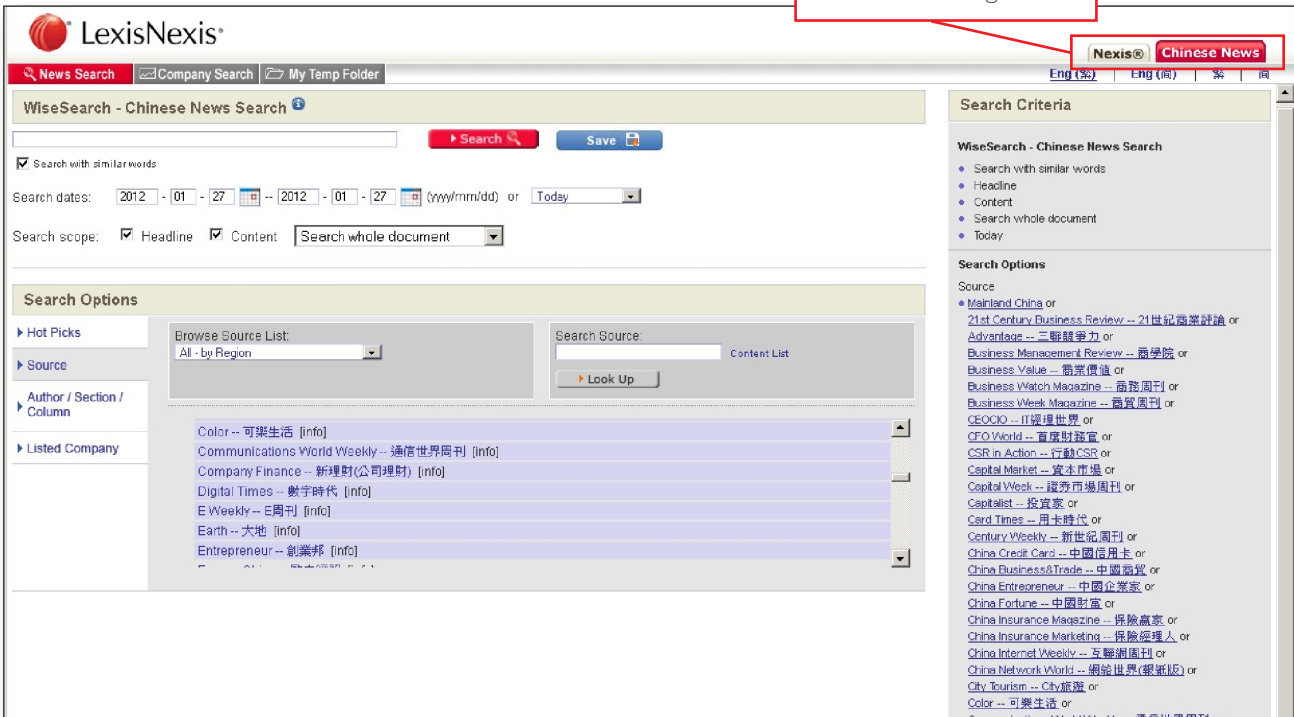 LexisNexis®
Nexis® Chinese News
News Search Company Search My Temp Folder
Eng (繁) | Eng (简) | 繁 | 简
WiseSearch - Chinese News Search
Search Save
Search with similar words
Search dates: 2012 - 01 - 27 -- 2012 - 01 - 27 (yyyy/mm/dd) or Today
Search scope: Headline Content Search whole document
Search Options
Hot Picks
Source
Author / Section /
Column
Listed Company
Browse Source List:
All - by Region
Search Source:
Content List
Look Up
Color -- 可樂生活 [info]
Communications World Weekly -- 通信世界周刊 [info]
Company Finance -- 新理財(公司理財) [info]
Digital Times -- 數字時代 [info]
E Weekly -- E周刊 [info]
Earth -- 大地 [info]
Entrepreneur -- 創業邦 [info]
Search Criteria
WiseSearch - Chinese News Search
Search with similar words
Headline
Content
Search whole document
Today
Search Options
Source
Mainland China or
21st Century Business Review -- 21世紀商業評論 or
Advantage -- 三聯競爭力 or
Business Management Review -- 商學院 or
Business Value -- 商業價值 or
Business Watch Magazine -- 商務周刊 or
Business Week Magazine -- 商貿周刊 or
CEOCIO -- IT經理世界 or
CFO World -- 首席財務官 or
CSR in Action -- 行動CSR or
Capital Market -- 資本市場 or
Capital Week -- 證券市場周刊 or
Capitalist -- 投資家 or
Card Times -- 用卡時代 or
Century Weekly -- 新世紀周刊 or
China Credit Card -- 中國信用卡 or
China Business&Trade -- 中國商貿 or
China Entrepreneur -- 中國企業家 or
China Fortune -- 中國財富 or
China Insurance Magazine -- 保險贏家 or
China Insurance Marketing -- 保險經理人 or
China Internet Weekly -- 互聯網周刊 or
China Network World -- 網絡世界(報紙版) or
City Tourism -- City旅遊 or
Color -- 可樂生活 or